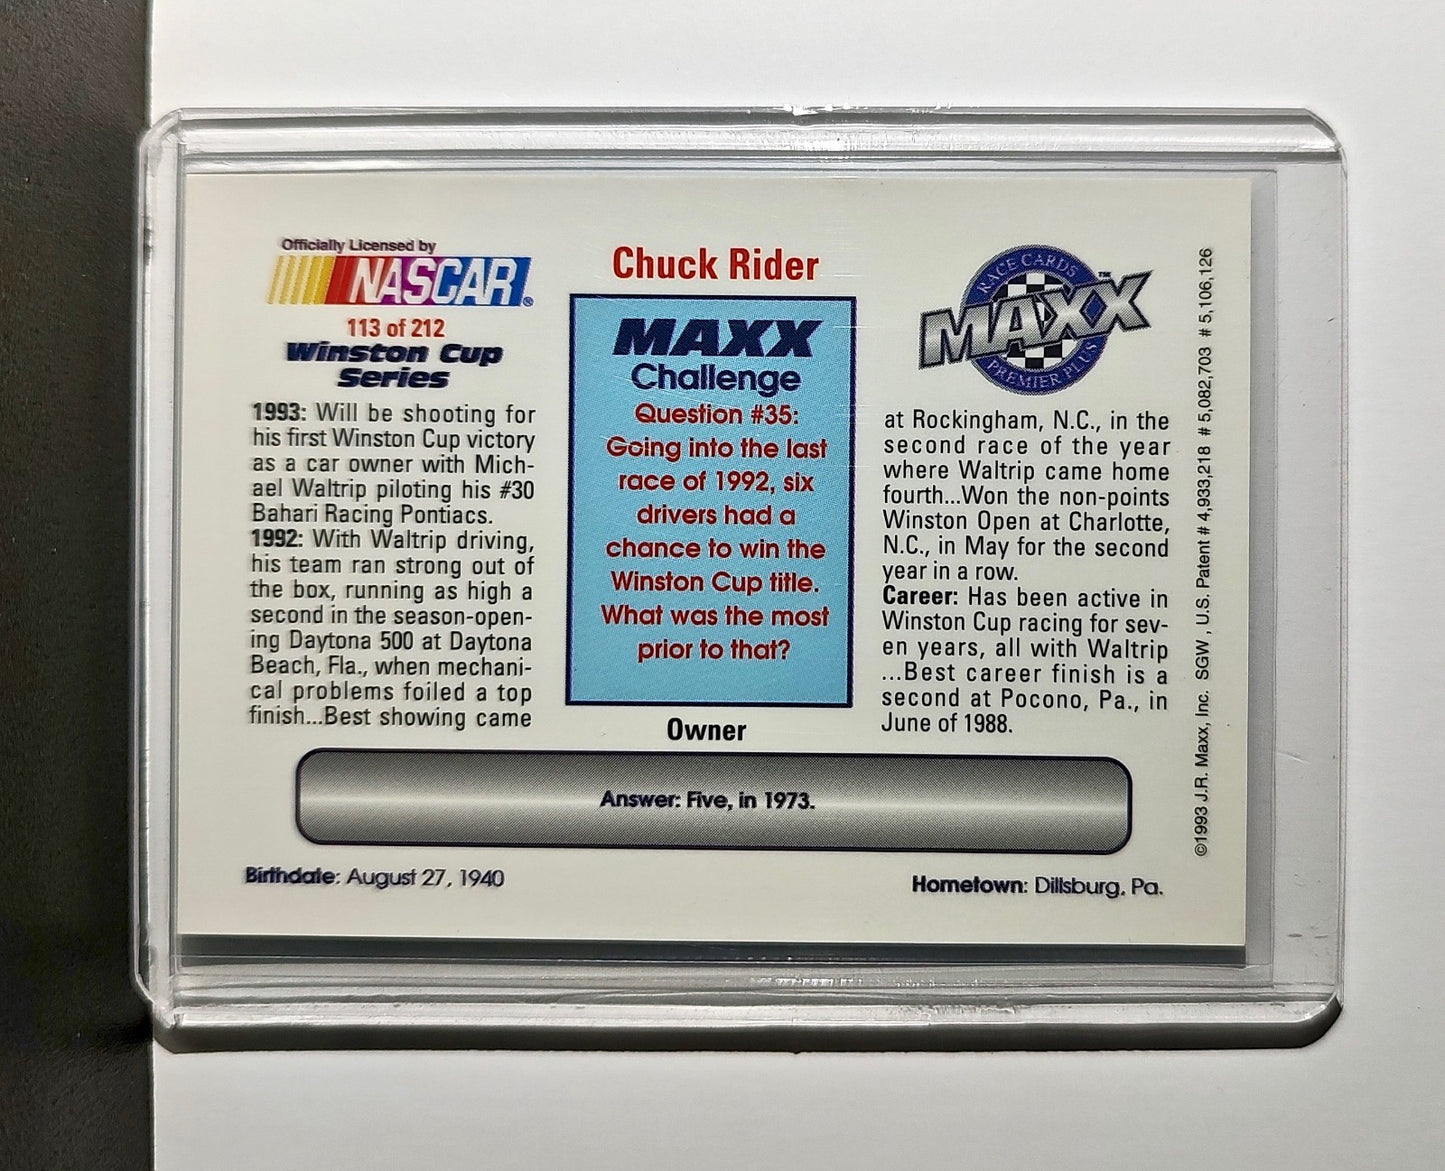 Officially Licensed by
NASCAR®
113 of 212
Winston Cup
Series
1993: Will be shooting for
his first Winston Cup victory
as a car owner with Mich-
ael Waltrip piloting his #30
Bahari Racing Pontiacs.
1992: With Waltrip driving,
his team ran strong out of
the box, running as high a
second in the season-open-
ing Daytona 500 at Daytona
Beach, Fla., when mechani-
cal problems foiled a top
finish...Best showing came
Chuck Rider
MAXX
Challenge
Question #35:
Going into the last
race of 1992, six
drivers had a
chance to win the
Winston Cup title.
What was the most
prior to that?
Owner
RACE CARDS
MAXX™
PREMIER PLUS
at Rockingham, N.C., in the
second race of the year
where Waltrip came home
fourth...Won the non-points
Winston Open at Charlotte,
N.C., in May for the second
year in a row.
Career: Has been active in
Winston Cup racing for sev-
en years, all with Waltrip
...Best career finish is a
second at Pocono, Pa., in
June of 1988.
Answer: Five, in 1973.
Birthdate: August 27, 1940
Hometown: Dillsburg, Pa.
©1993 J.R. Maxx, Inc. SGW, U.S. Patent # 4,933,218 # 5,082,703 # 5,106,126